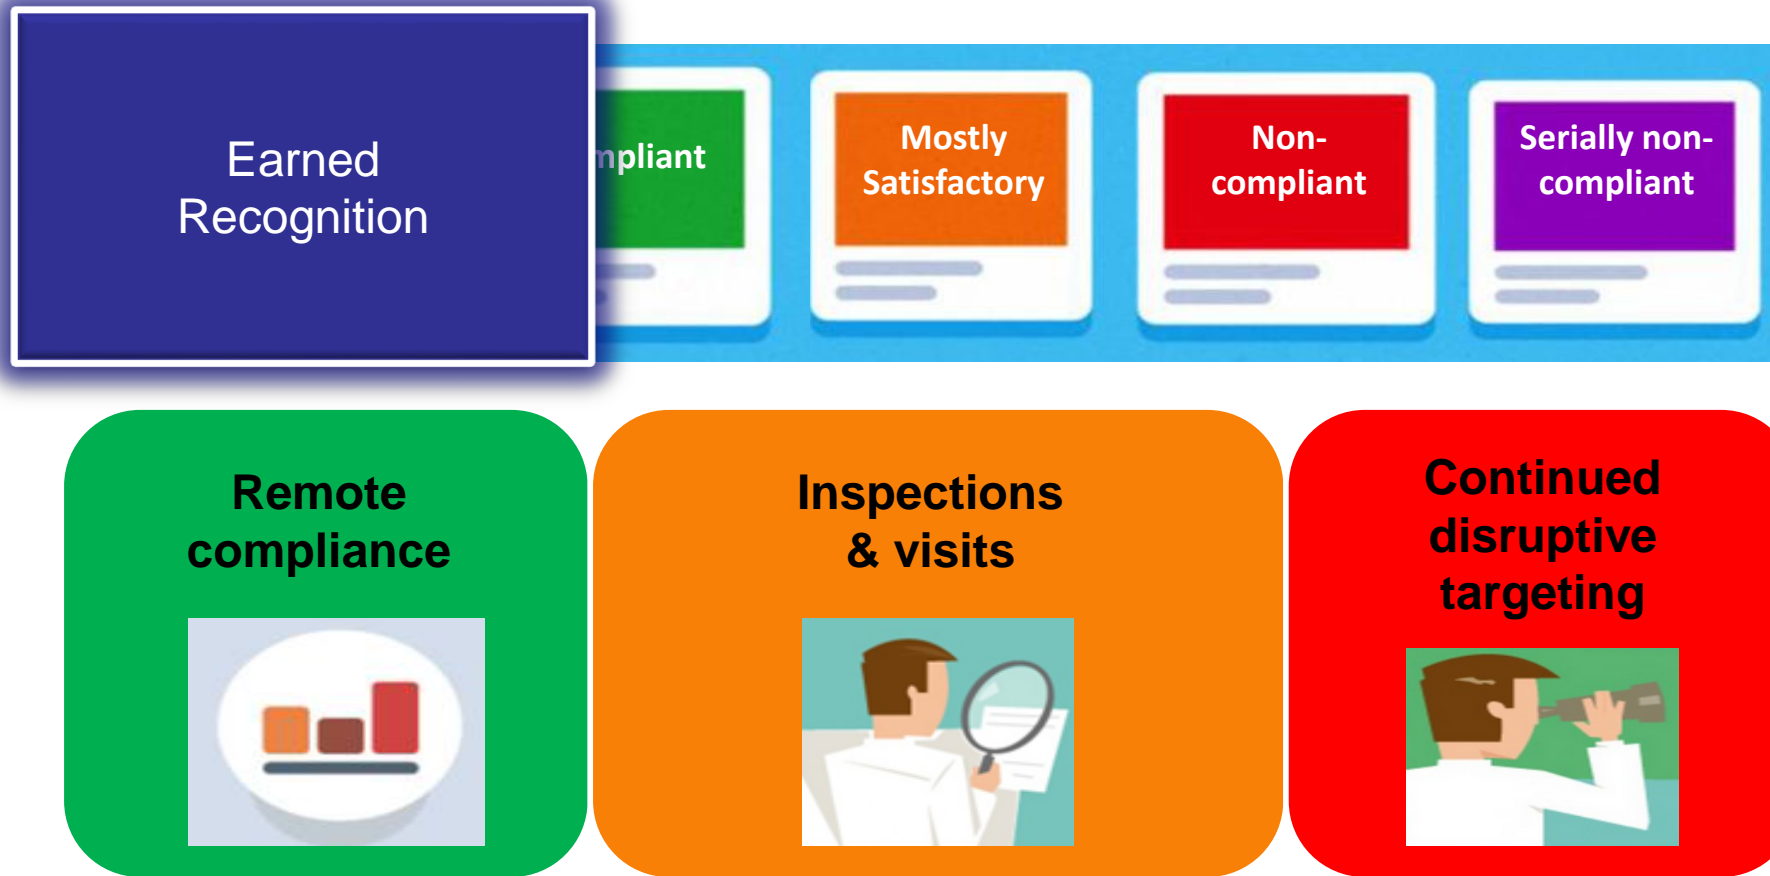 Earned
Recognition
mpliant
Mostly
Satisfactory
Non-
compliant
Serially non-
compliant
Remote
compliance
Inspections
& visits
Continued
disruptive
targeting